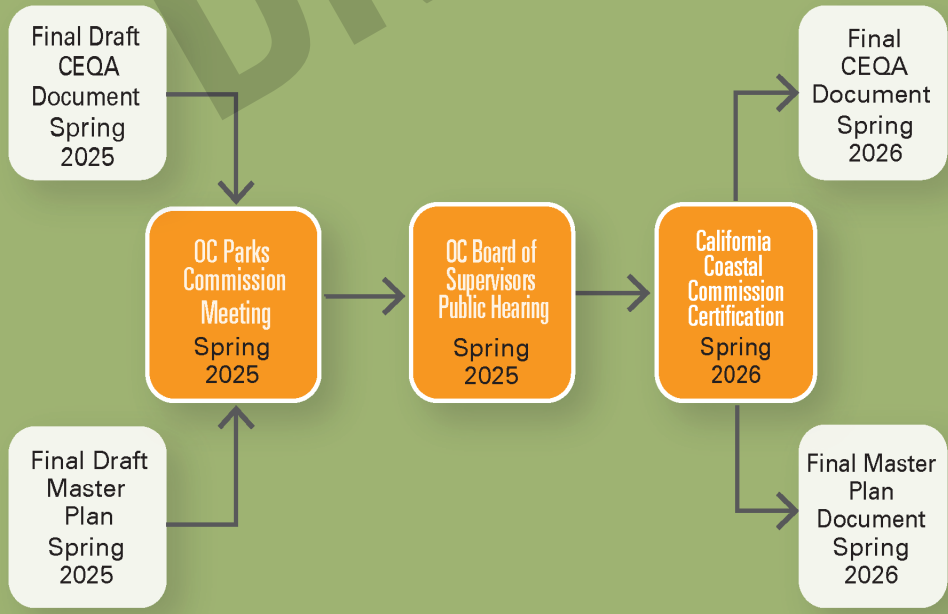 Final Draft
CEQA
Document
Spring
2025
Final
CEQA
Document
Spring
2026
OC Parks
Commission
Meeting
Spring
2025
OC Board of
Supervisors
Public Hearing
Spring
2025
California
Coastal
Commission
Certification
Spring
2026
Final Draft
Master
Plan
Spring
2025
Final Master
Plan
Document
Spring
2026